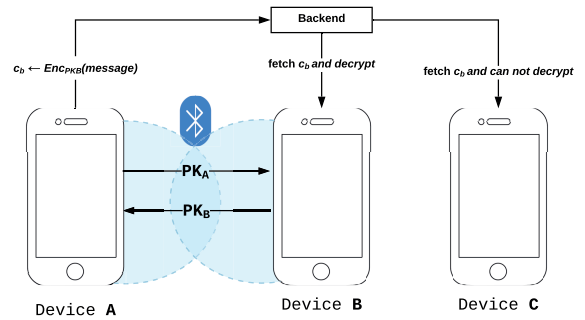 Backend
c_b ← Enc_PKB(message)
fetch c_b and decrypt
fetch c_b and can not decrypt
PK_A
PK_B
Device A
Device B
Device C